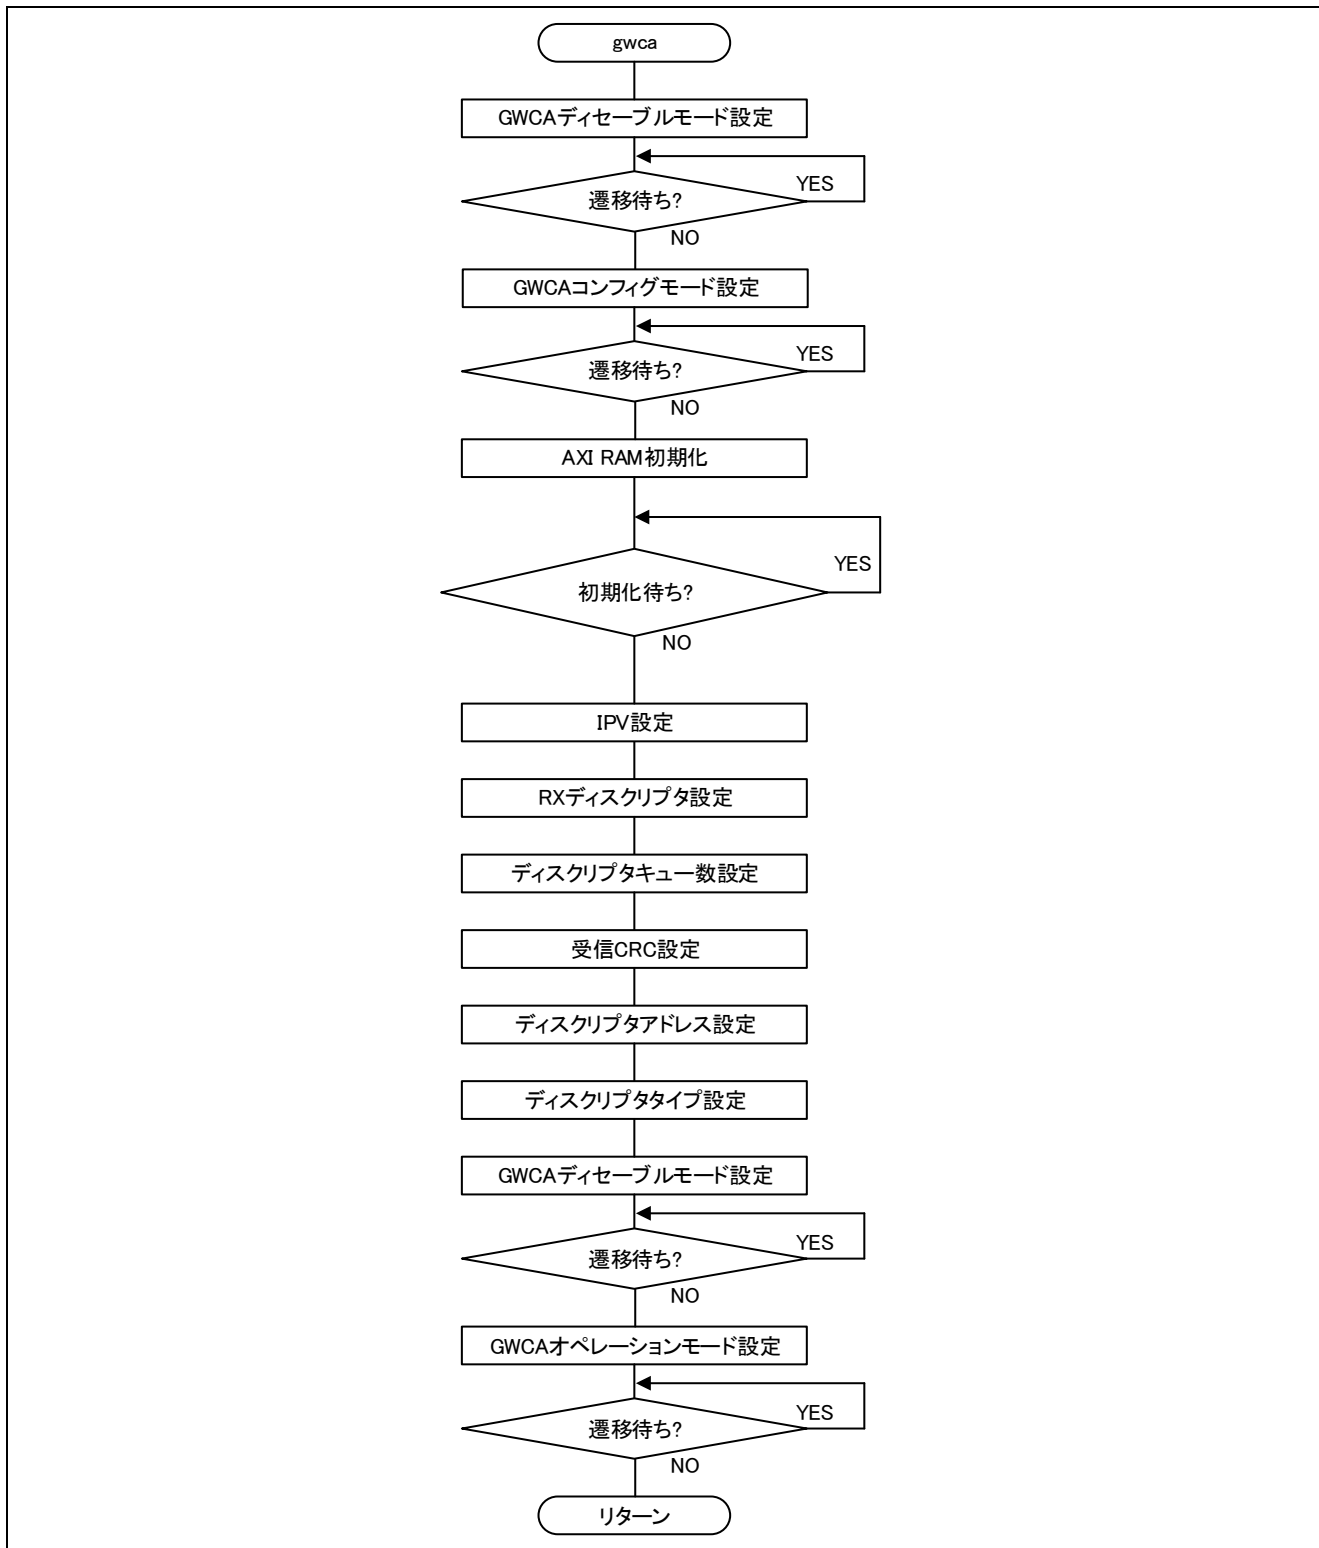 gwca
GWCAディセーブルモード設定
YES
遷移待ち?
NO
GWCAコンフィグモード設定
YES
遷移待ち?
NO
AXI RAM初期化
YES
初期化待ち?
NO
IPV設定
RXディスクリプタ設定
ディスクリプタキュー数設定
受信CRC設定
ディスクリプタアドレス設定
ディスクリプタタイプ設定
GWCAディセーブルモード設定
YES
遷移待ち?
NO
GWCAオペレーションモード設定
YES
遷移待ち?
NO
リターン